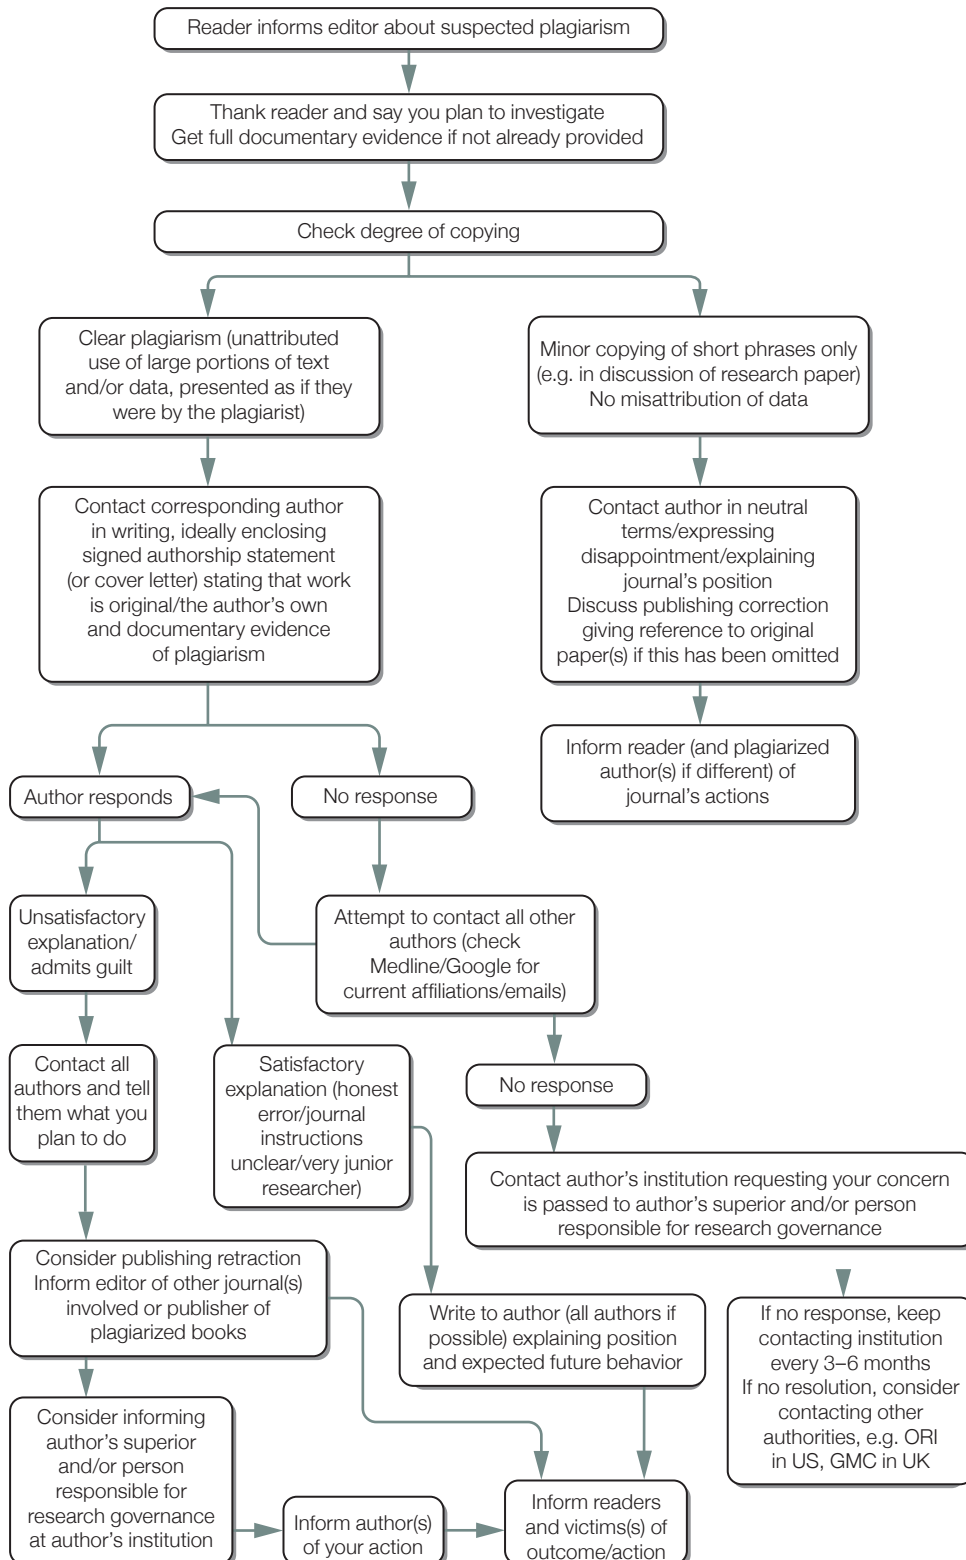 Reader informs editor about suspected plagiarism
Thank reader and say you plan to investigate
Get full documentary evidence if not already provided
Check degree of copying
Clear plagiarism (unattributed
use of large portions of text
and/or data, presented as if they
were by the plagiarist)
Minor copying of short phrases only
(e.g. in discussion of research paper)
No misattribution of data
Contact corresponding author
in writing, ideally enclosing
signed authorship statement
(or cover letter) stating that work
is original/the author's own
and documentary evidence
of plagiarism
Contact author in neutral
terms/expressing
disappointment/explaining
journal's position
Discuss publishing correction
giving reference to original
paper(s) if this has been omitted
Inform reader (and plagiarized
author(s) if different) of
journal's actions
Author responds
No response
Unsatisfactory
explanation/
admits guilt
Attempt to contact all other
authors (check
Medline/Google for
current affiliations/emails)
Contact all
authors and tell
them what you
plan to do
Satisfactory
explanation (honest
error/journal
instructions
unclear/very junior
researcher)
No response
Contact author's institution requesting your concern
is passed to author's superior and/or person
responsible for research governance
Consider publishing retraction
Inform editor of other journal(s)
involved or publisher of
plagiarized books
Write to author (all authors if
possible) explaining position
and expected future behavior
If no response, keep
contacting institution
every 3–6 months
If no resolution, consider
contacting other
authorities, e.g. ORI
in US, GMC in UK
Consider informing
author's superior
and/or person
responsible for
research governance
at author's institution
Inform author(s)
of your action
Inform readers
and victims(s) of
outcome/action